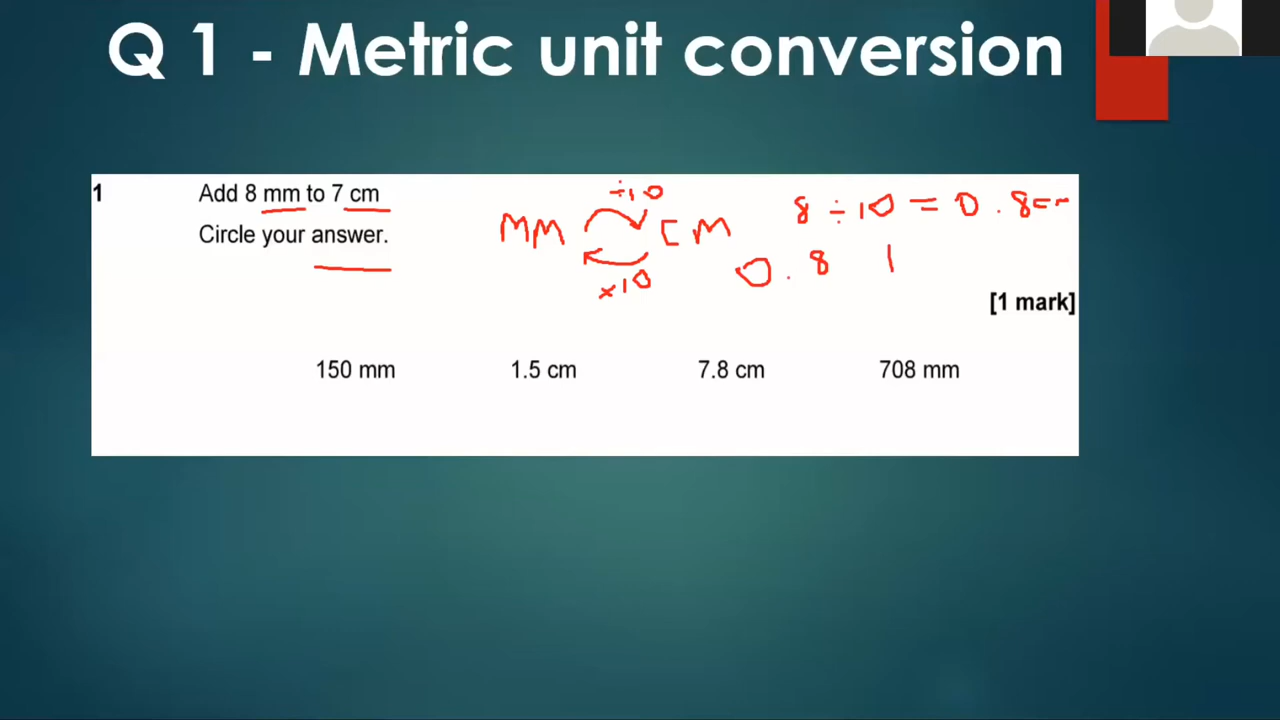 Q 1 - Metric unit conversion
1 Add 8 mm to 7 cm
Circle your answer.
÷10
MM CM
×10
8 ÷ 10 = 0.8cm
0.8 1
[1 mark]
150 mm 1.5 cm 7.8 cm 708 mm